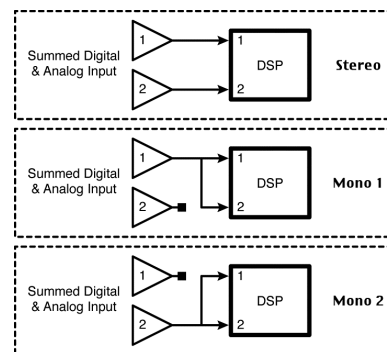 1
1
Summed Digital
& Analog Input
DSP
Stereo
2
2
1
1
Summed Digital
& Analog Input
DSP
Mono 1
2
2
1
1
Summed Digital
& Analog Input
DSP
Mono 2
2
2